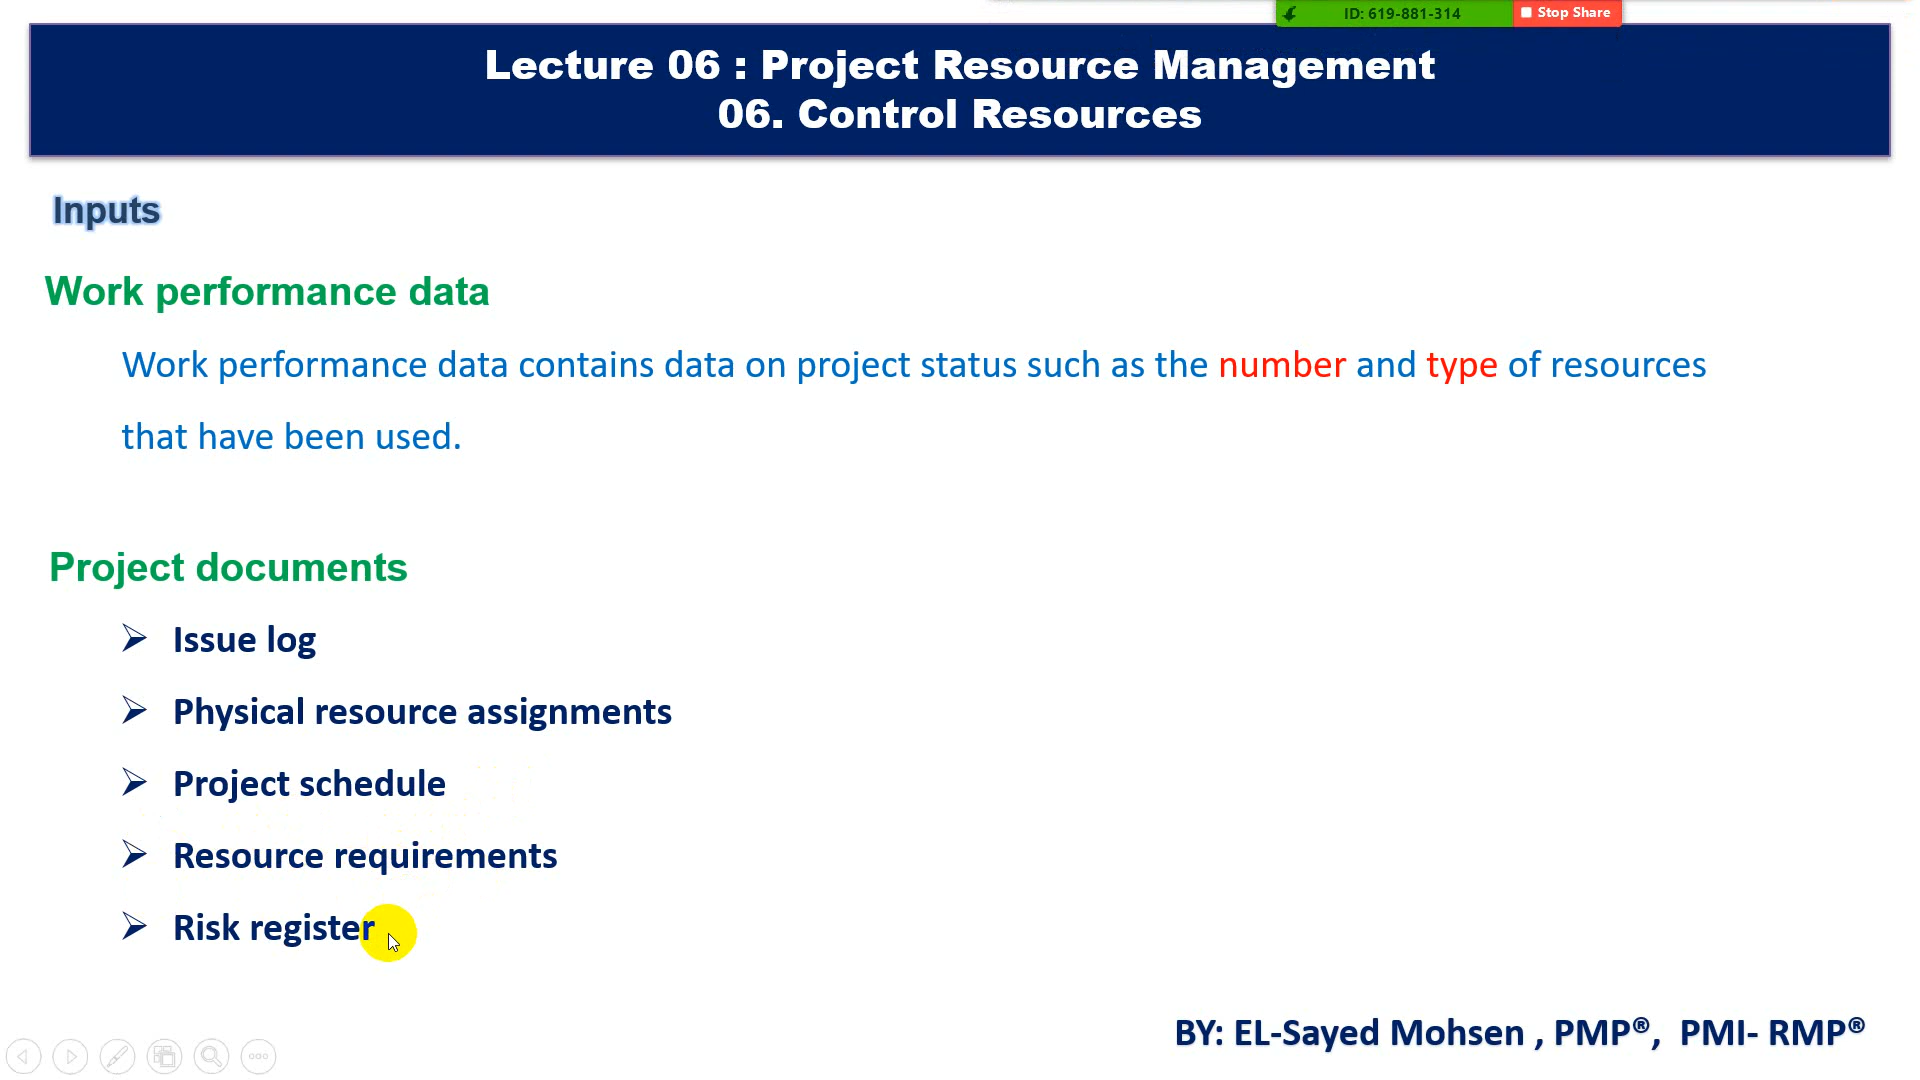 ID: 619-881-314
Stop Share
Lecture 06 : Project Resource Management
06. Control Resources
Inputs
Work performance data
Work performance data contains data on project status such as the number and type of resources
that have been used.
Project documents
Issue log
Physical resource assignments
Project schedule
Resource requirements
Risk register
BY: EL-Sayed Mohsen , PMP®, PMI- RMP®